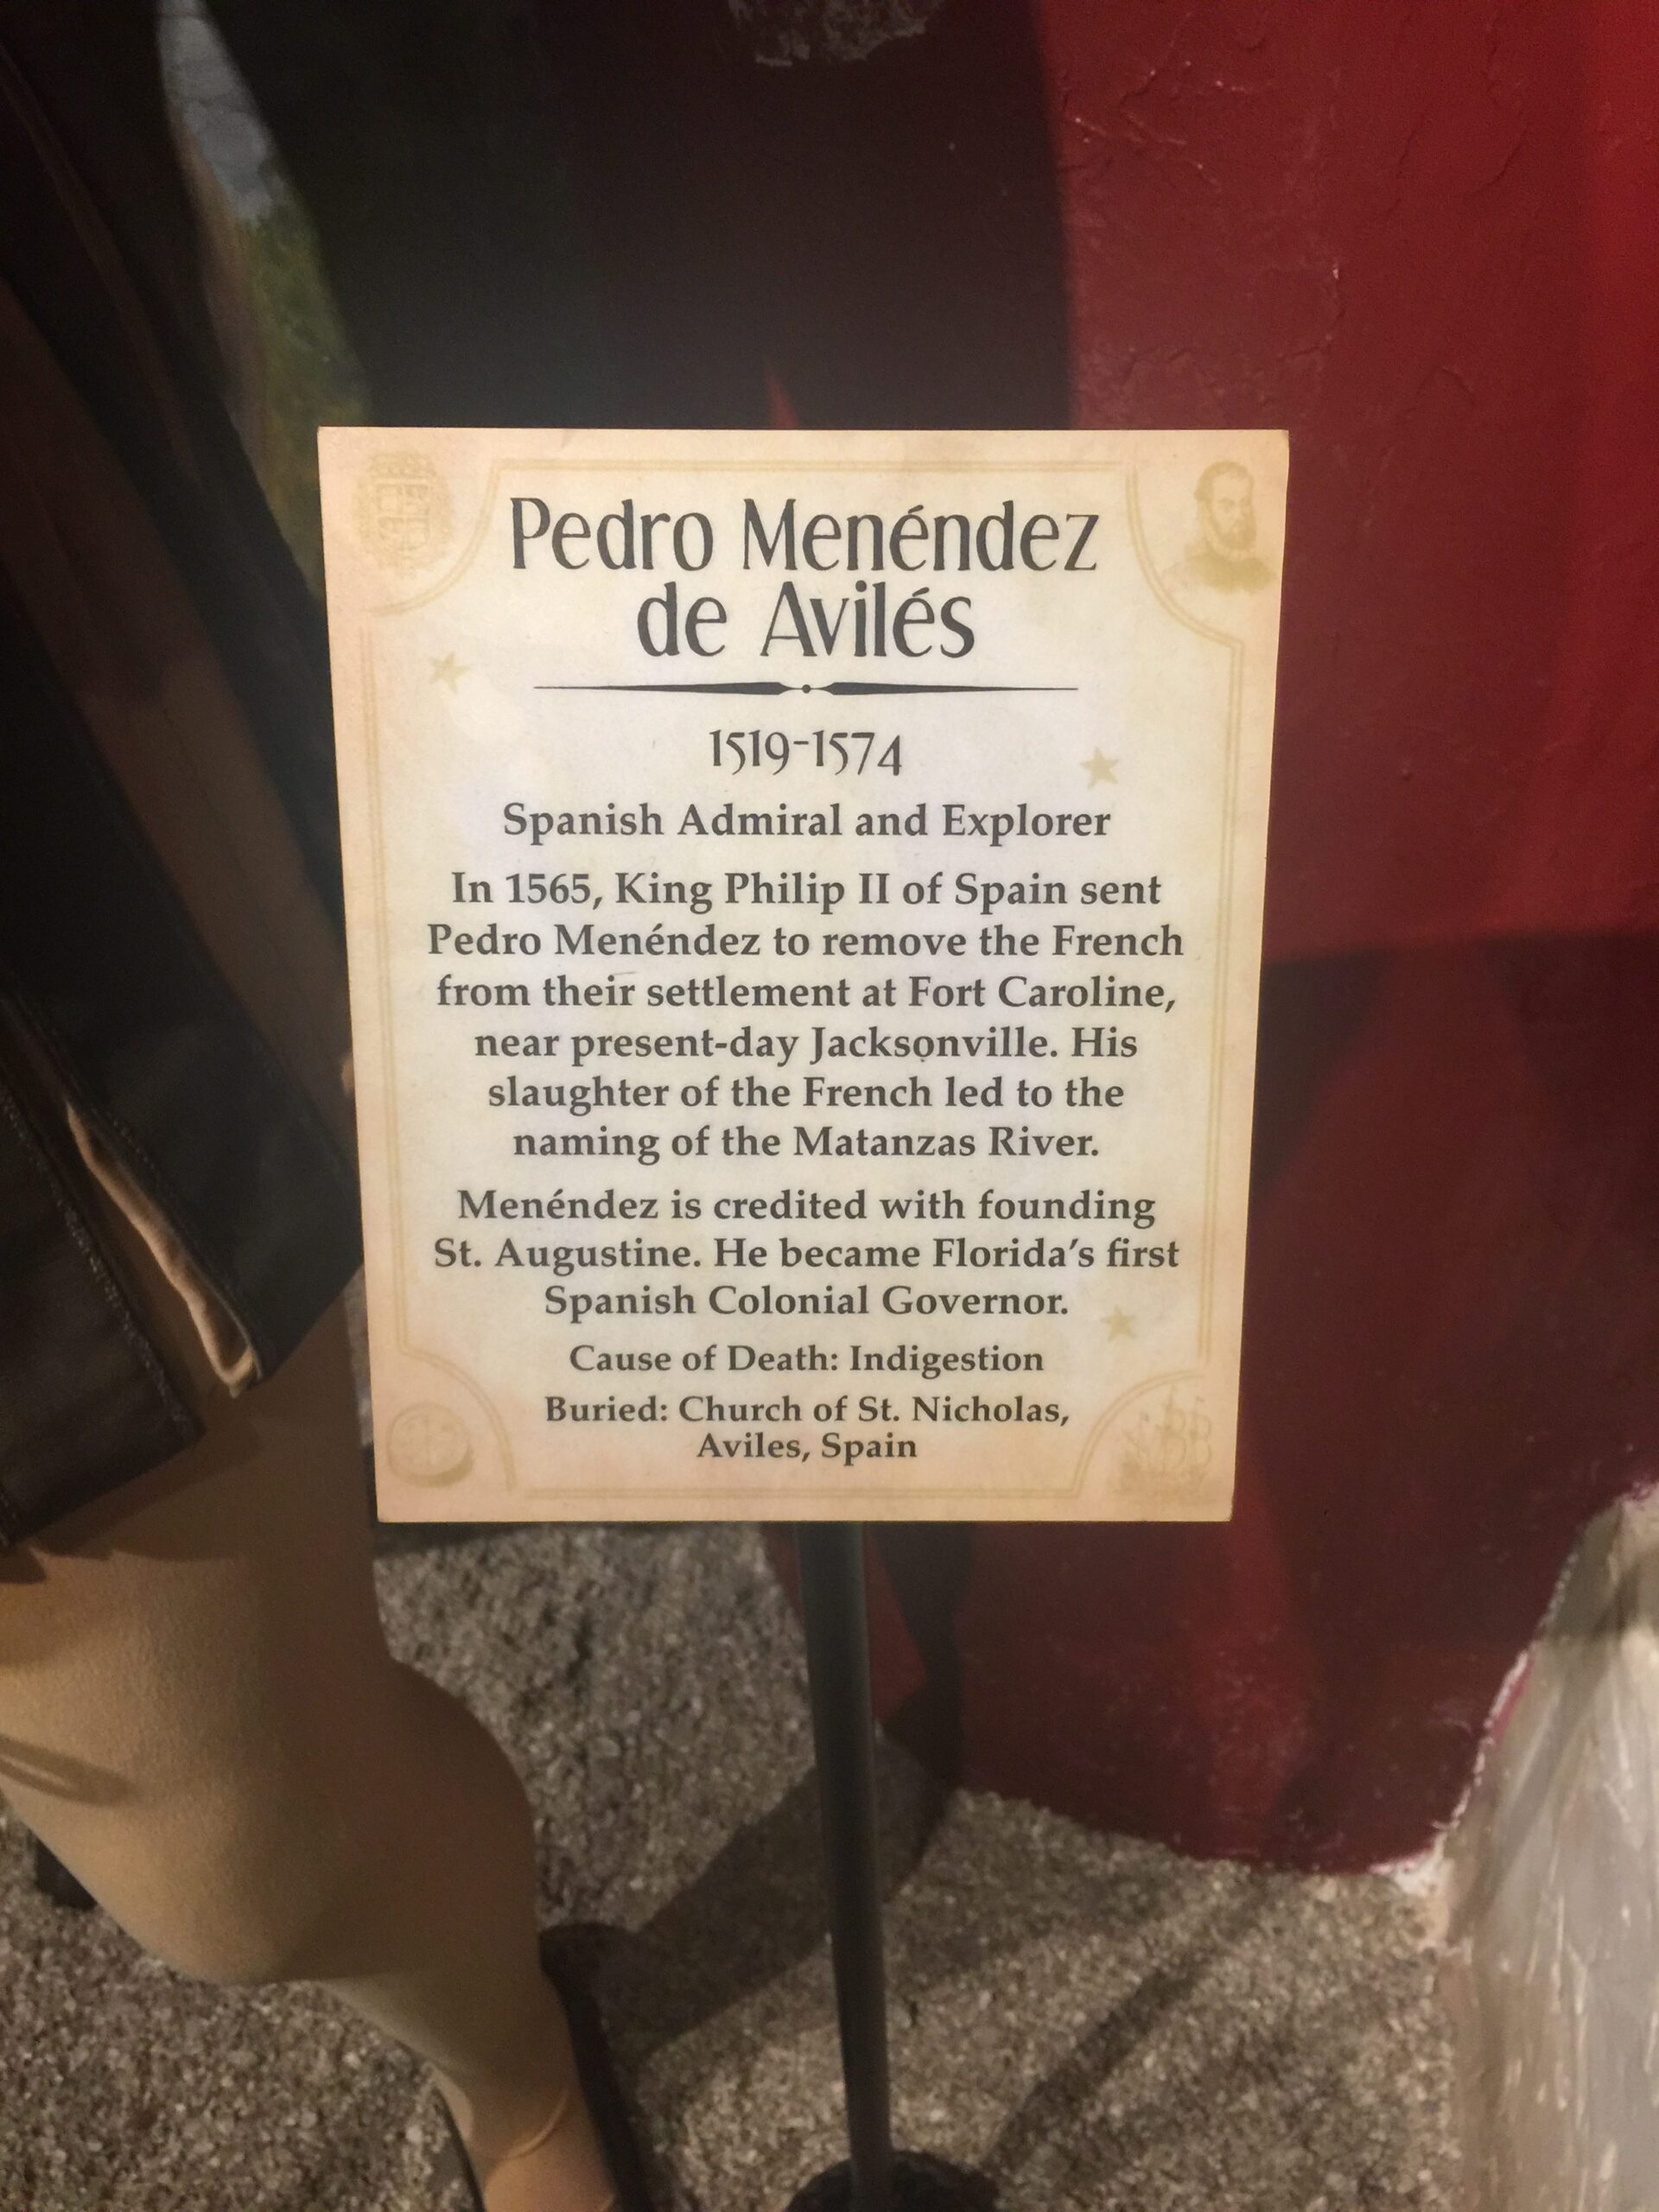 Pedro Menéndez
de Avilés
1519-1574
Spanish Admiral and Explorer
In 1565, King Philip II of Spain sent
Pedro Menéndez to remove the French
from their settlement at Fort Caroline,
near present-day Jacksonville. His
slaughter of the French led to the
naming of the Matanzas River.
Menéndez is credited with founding
St. Augustine. He became Florida's first
Spanish Colonial Governor.
Cause of Death: Indigestion
Buried: Church of St. Nicholas,
Aviles, Spain